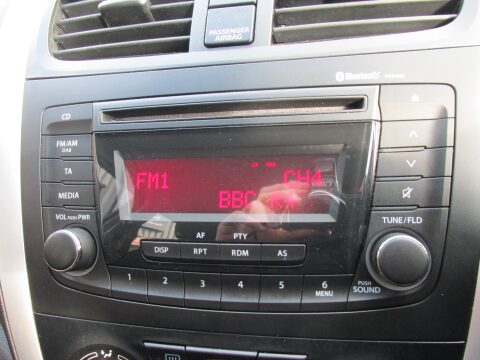 PASSENGER
AIRBAG
Bluetooth
CD
FM/AM
DAB
TA
MEDIA
VOL PUSH PWR
FM1 CH4
BBC R4
AF PTY
DISP RPT RDM AS
1 2 3 4 5 6
MENU
PUSH
SOUND
TUNE/FLD